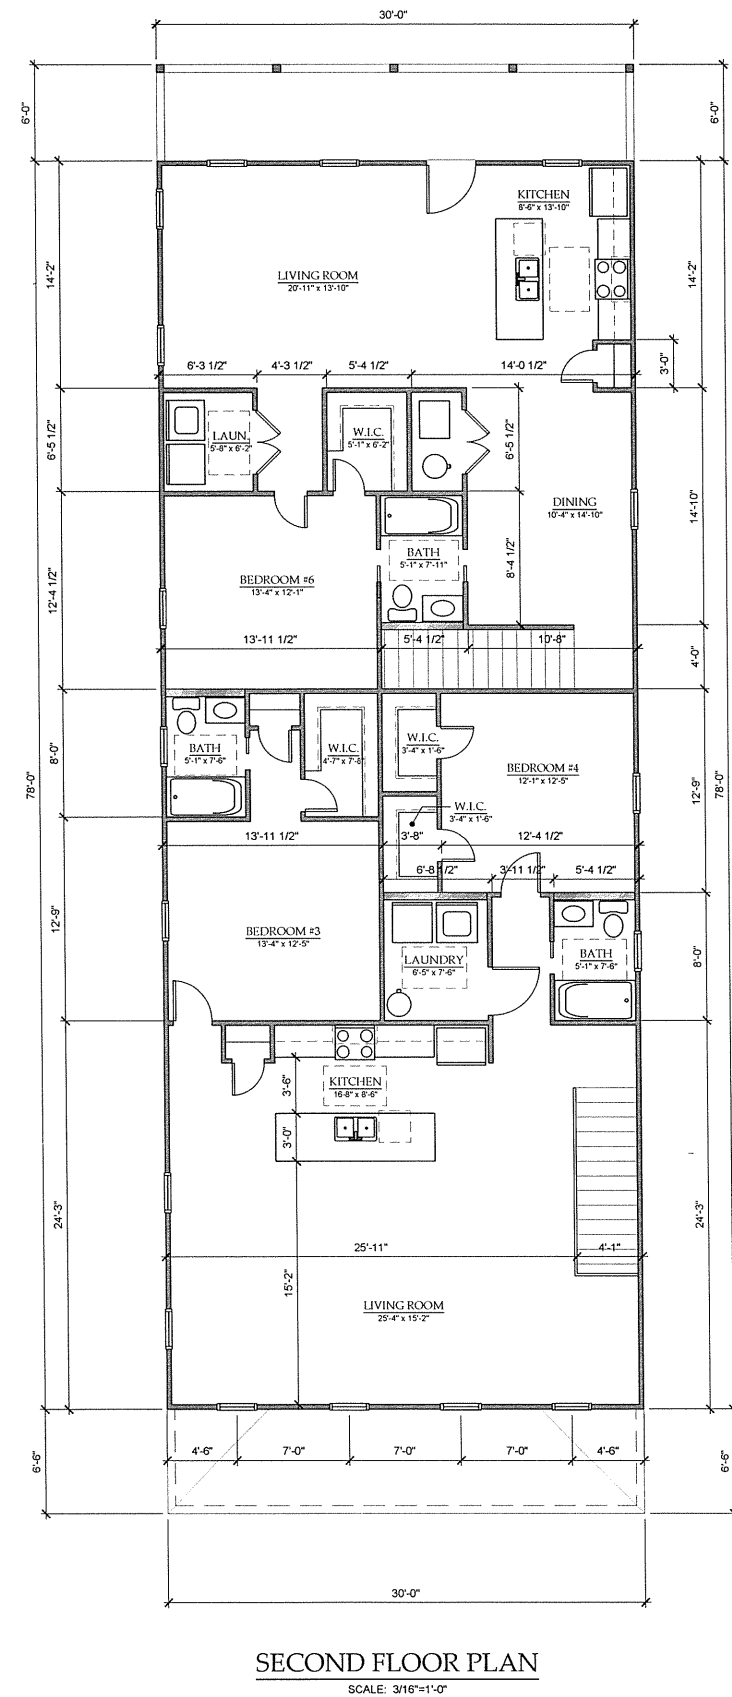 30'-0"
6'-0"
6'-0"
KITCHEN
8'-6" x 13'-10"
14'-2"
14'-2"
LIVING ROOM
20'-11" x 13'-10"
3'-0"
6'-3 1/2"
4'-3 1/2"
5'-4 1/2"
14'-0 1/2"
6'-5 1/2"
LAUN.
5'-8" x 6'-2"
W.I.C.
5'-1" x 6'-2"
6'-5 1/2"
DINING
10'-4" x 14'-10"
14'-10"
12'-4 1/2"
BEDROOM #6
13'-4" x 12'-1"
BATH
5'-1" x 7'-11"
8'-4 1/2"
13'-11 1/2"
5'-4 1/2"
10'-8"
4'-0"
78'-0"
78'-0"
8'-0"
BATH
5'-1" x 7'-6"
W.I.C.
4'-7" x 7'-6
W.I.C.
3'-4" x 1'-6"
BEDROOM #4
12'-1" x 12'-5"
12'-9"
W.I.C.
3'-4" x 1'-6"
13'-11 1/2"
3'-8"
12'-4 1/2"
6'-8 1/2"
3'-11 1/2"
5'-4 1/2"
12'-9"
BEDROOM #3
13'-4" x 12'-5"
LAUNDRY
6'-5" x 7'-6"
BATH
5'-1" x 7'-6"
8'-0"
KITCHEN
16'-8" x 8'-6"
3'-6"
3'-0"
24'-3"
24'-3"
25'-11"
4'-1"
15'-2"
LIVING ROOM
25'-4" x 15'-2"
6'-6"
4'-6"
7'-0"
7'-0"
7'-0"
4'-6"
6'-6"
30'-0"
SECOND FLOOR PLAN
SCALE: 3/16"=1'-0"